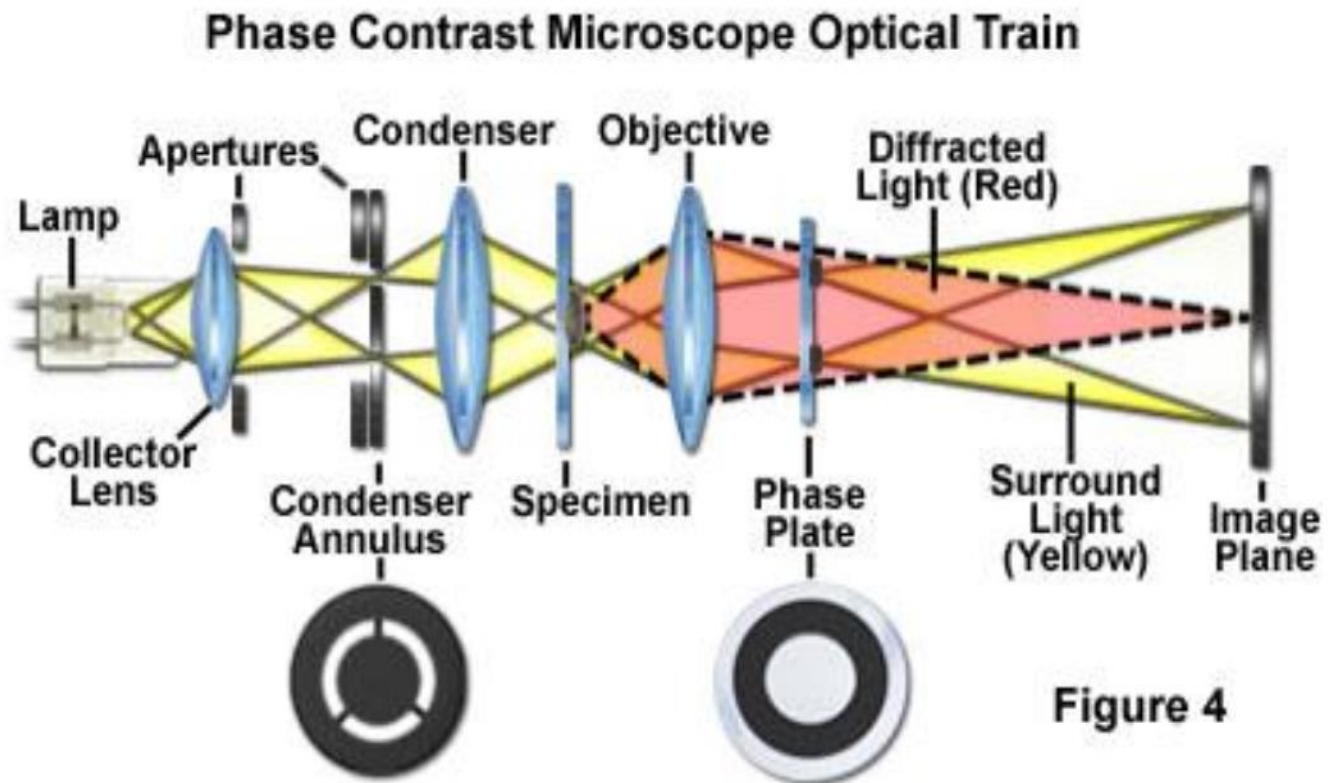 Phase Contrast Microscope Optical Train
Condenser
Objective
Apertures
Diffracted
Light (Red)
Lamp
Collector
Lens
Condenser
Annulus
Specimen
Phase
Plate
Surround
Light
(Yellow)
Image
Plane
Figure 4